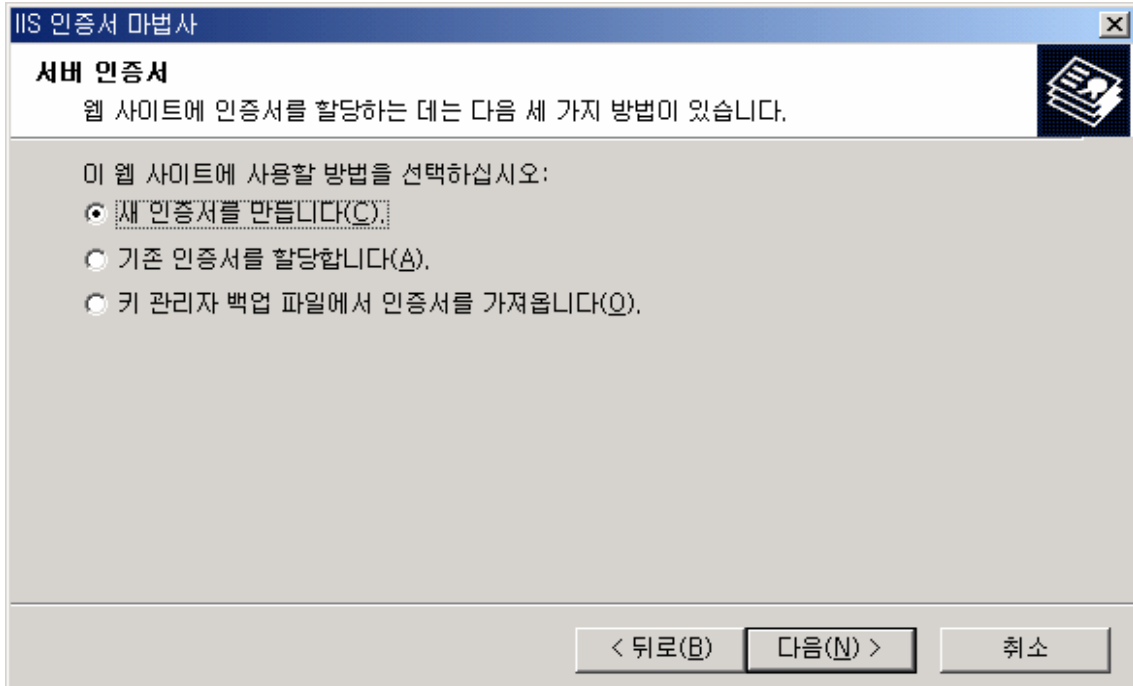 IIS 인증서 마법사
서버 인증서
웹 사이트에 인증서를 할당하는 데는 다음 세 가지 방법이 있습니다.
이 웹 사이트에 사용할 방법을 선택하십시오:
새 인증서를 만듭니다(C).
기존 인증서를 할당합니다(A).
키 관리자 백업 파일에서 인증서를 가져옵니다(O).
< 뒤로(B) 다음(N) > 취소